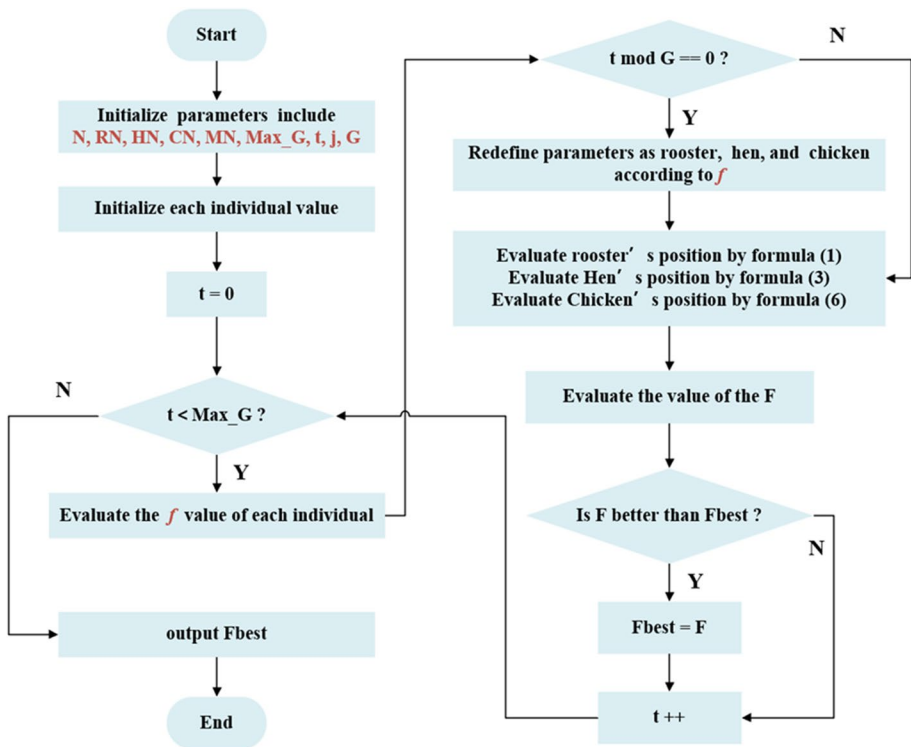 Start
Initialize parameters include
N, RN, HN, CN, MN, Max_G, t, j, G
Initialize each individual value
t = 0
N
t < Max_G ?
Y
Evaluate the f value of each individual
output Fbest
End
t mod G == 0 ?
N
Y
Redefine parameters as rooster, hen, and chicken
according to f
Evaluate rooster′ s position by formula (1)
Evaluate Hen′ s position by formula (3)
Evaluate Chicken′ s position by formula (6)
Evaluate the value of the F
Is F better than Fbest ?
N
Y
Fbest = F
t ++